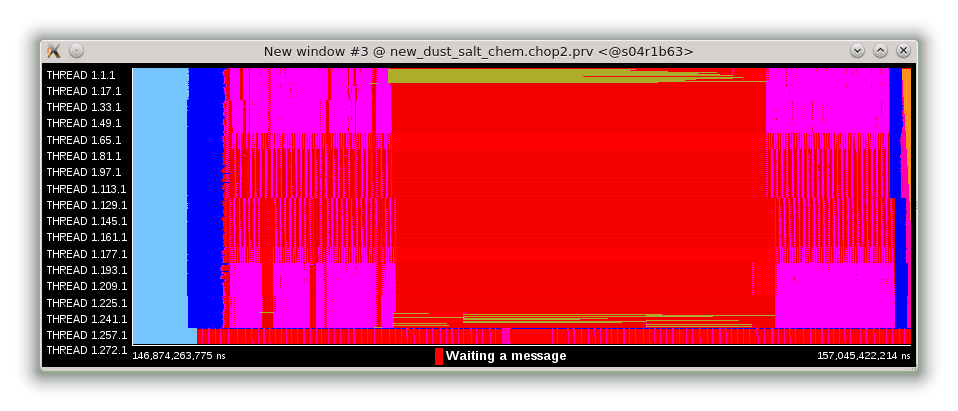 New window #3 @ new_dust_salt_chem.chop2.prv <@s04r1b63>
THREAD 1.1.1
THREAD 1.17.1
THREAD 1.33.1
THREAD 1.49.1
THREAD 1.65.1
THREAD 1.81.1
THREAD 1.97.1
THREAD 1.113.1
THREAD 1.129.1
THREAD 1.145.1
THREAD 1.161.1
THREAD 1.177.1
THREAD 1.193.1
THREAD 1.209.1
THREAD 1.225.1
THREAD 1.241.1
THREAD 1.257.1
THREAD 1.272.1
146,874,263,775 ns
Waiting a message
157,045,422,214 ns